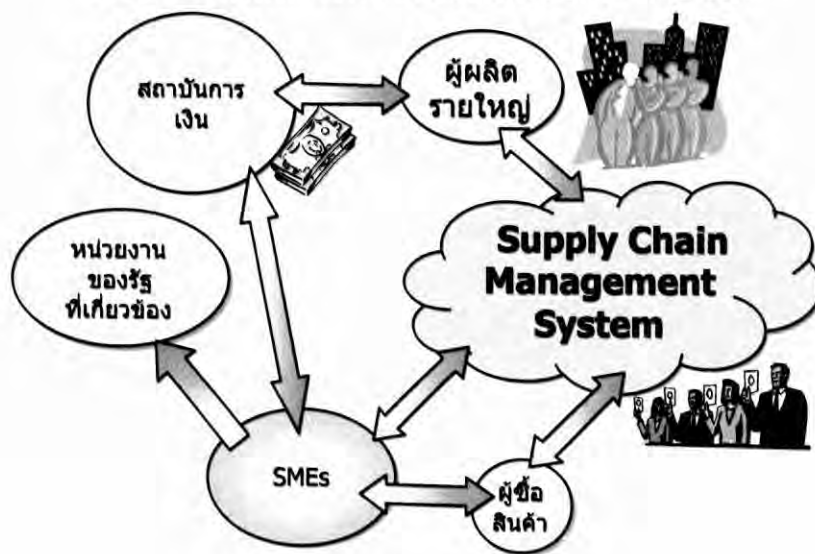 สถาบันการ
เงิน
ผู้ผลิต
รายใหญ่
หน่วยงาน
ของรัฐ
ที่เกี่ยวข้อง
Supply Chain
Management
System
SMEs
ผู้ซื้อ
สินค้า